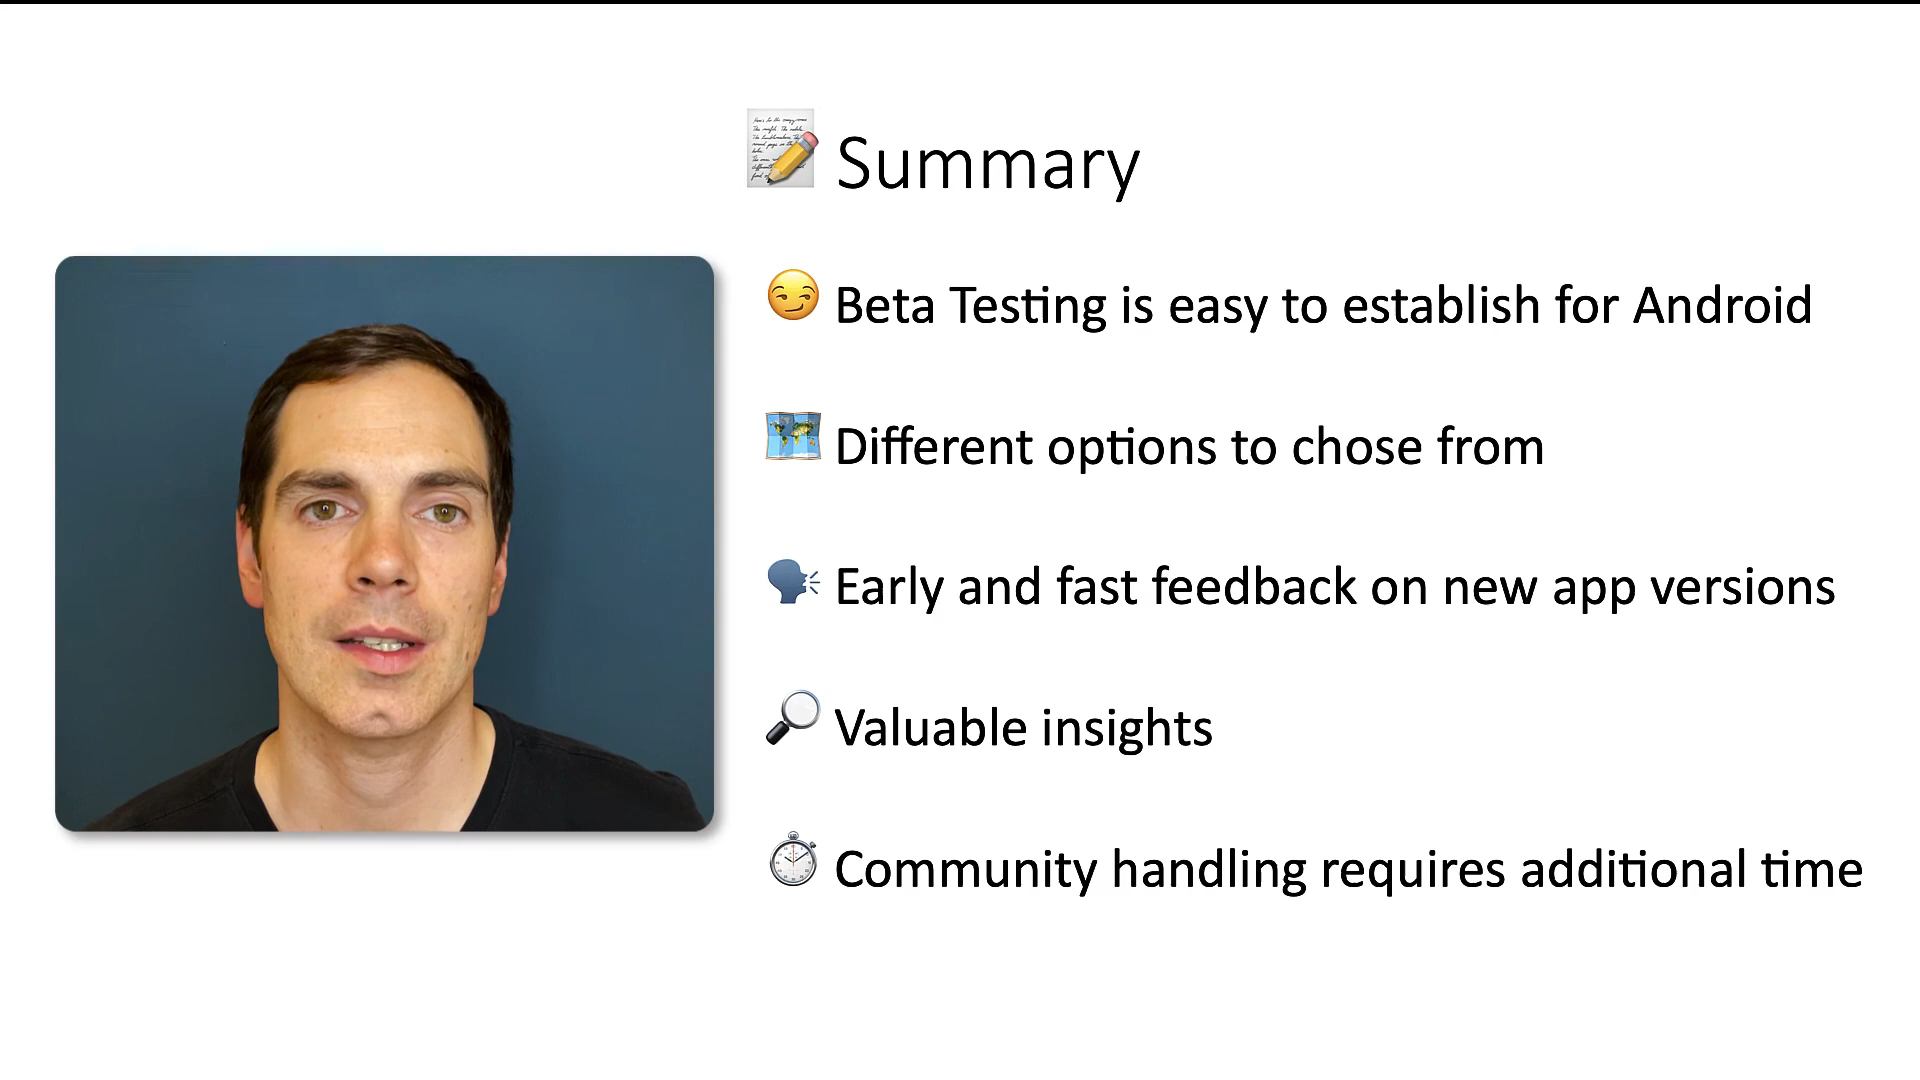 Summary
Beta Testing is easy to establish for Android
Different options to chose from
Early and fast feedback on new app versions
Valuable insights
Community handling requires additional time